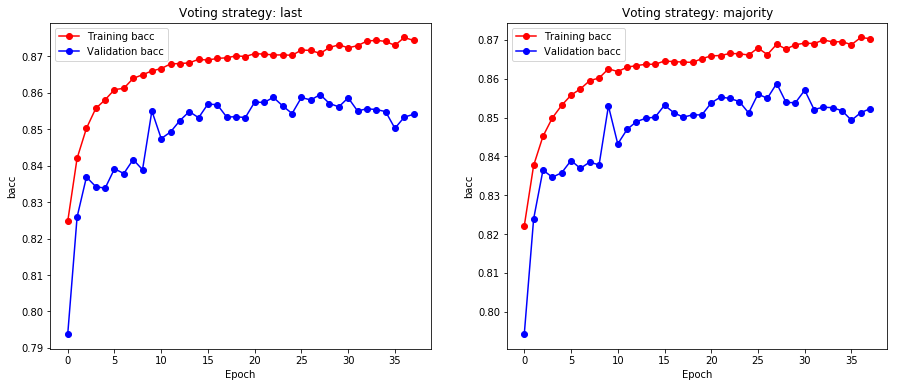 Voting strategy: last
Training bacc
Validation bacc
0.87
0.86
0.85
0.84
0.83
0.82
0.81
0.80
0.79
bacc
0 5 10 15 20 25 30 35
Epoch
Voting strategy: majority
Training bacc
Validation bacc
0.87
0.86
0.85
0.84
0.83
0.82
0.81
0.80
bacc
0 5 10 15 20 25 30 35
Epoch